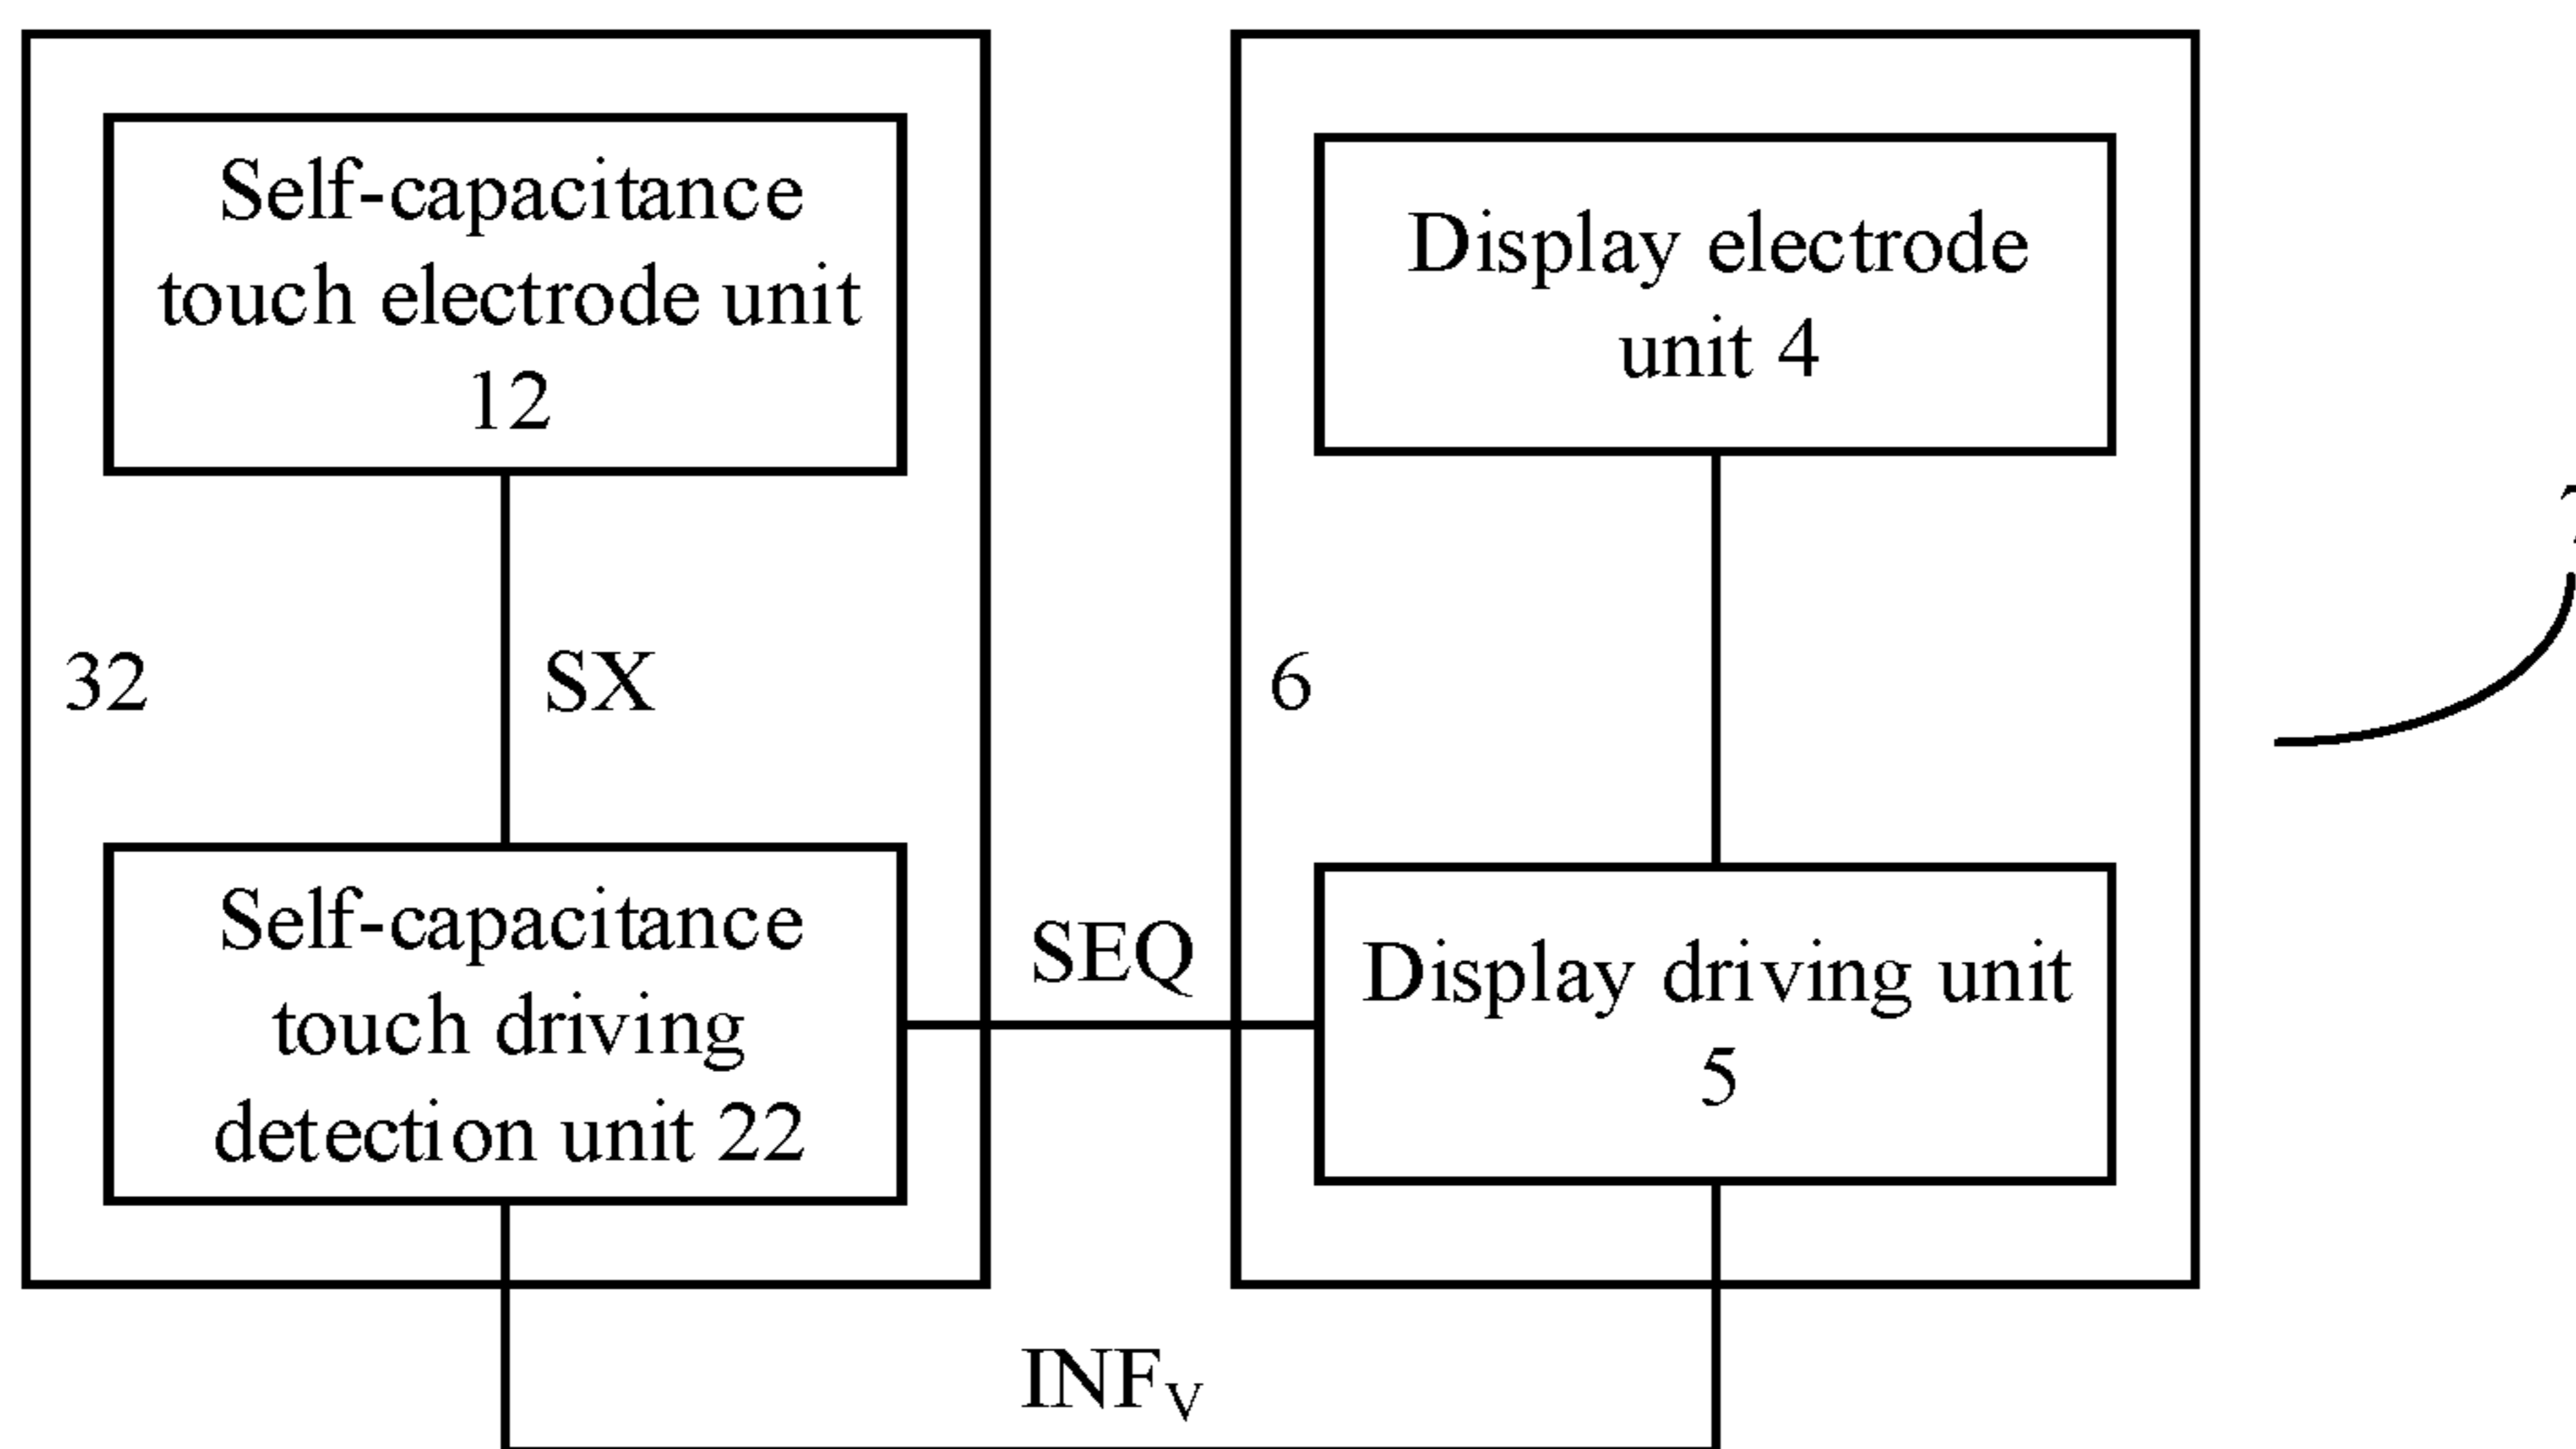 Self-capacitance
touch electrode unit
12
Display electrode
unit 4
32
SX
6
Self-capacitance
touch driving
detection unit 22
SEQ
Display driving unit
5
INFV